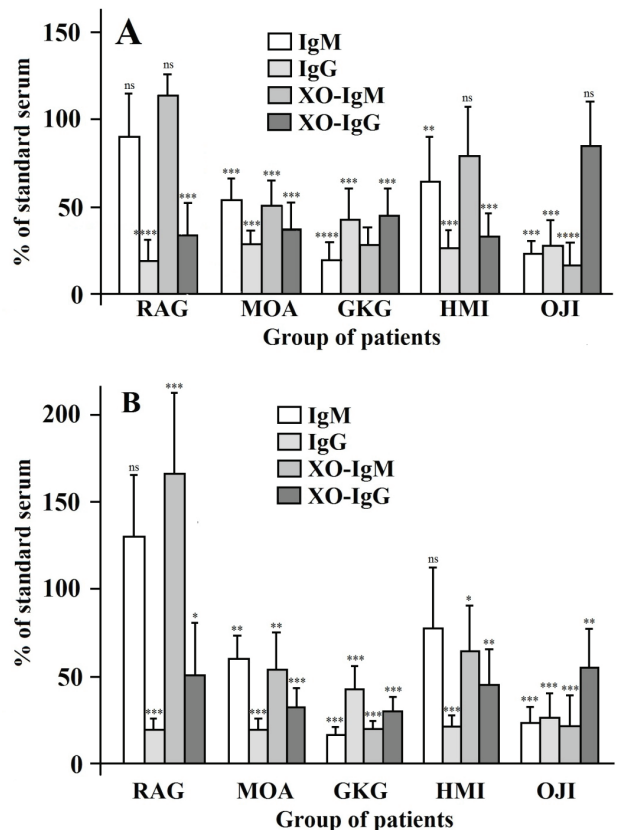 A
IgM
IgG
XO-IgM
XO-IgG
150
100
50
0
% of standard serum
ns **** ns ***
*** *** *** ***
**** *** ***
** *** ns ***
*** *** ****
RAG MOA GKG HMI OJI
Group of patients
B
IgM
IgG
XO-IgM
XO-IgG
200
150
100
50
0
% of standard serum
ns *** *** *
** *** ** ***
*** *** *** ***
ns *** * **
*** *** *** **
RAG MOA GKG HMI OJI
Group of patients